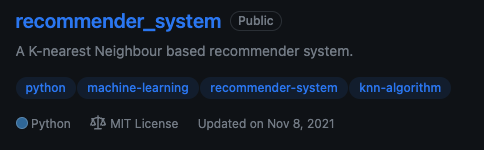 recommender_system Public
A K-nearest Neighbour based recommender system.
python machine-learning recommender-system knn-algorithm
Python MIT License Updated on Nov 8, 2021